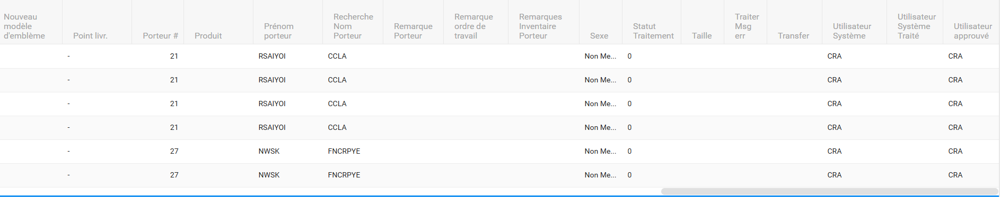 Nouveau modèle d'emblème Point livr. Porteur # Produit Prénom porteur Recherche Nom Porteur Remarque Porteur Remarque ordre de travail Remarques Inventaire Porteur Sexe Statut Traitement Taille Traiter Msg err Transfer Utilisateur Système Utilisateur Système Traité Utilisateur approuvé
- 21 RSAIYOI CCLA Non Me... 0 CRA CRA
- 21 RSAIYOI CCLA Non Me... 0 CRA CRA
- 21 RSAIYOI CCLA Non Me... 0 CRA CRA
- 21 RSAIYOI CCLA Non Me... 0 CRA CRA
- 27 NWSK FNCRPYE Non Me... 0 CRA CRA
- 27 NWSK FNCRPYE Non Me... 0 CRA CRA